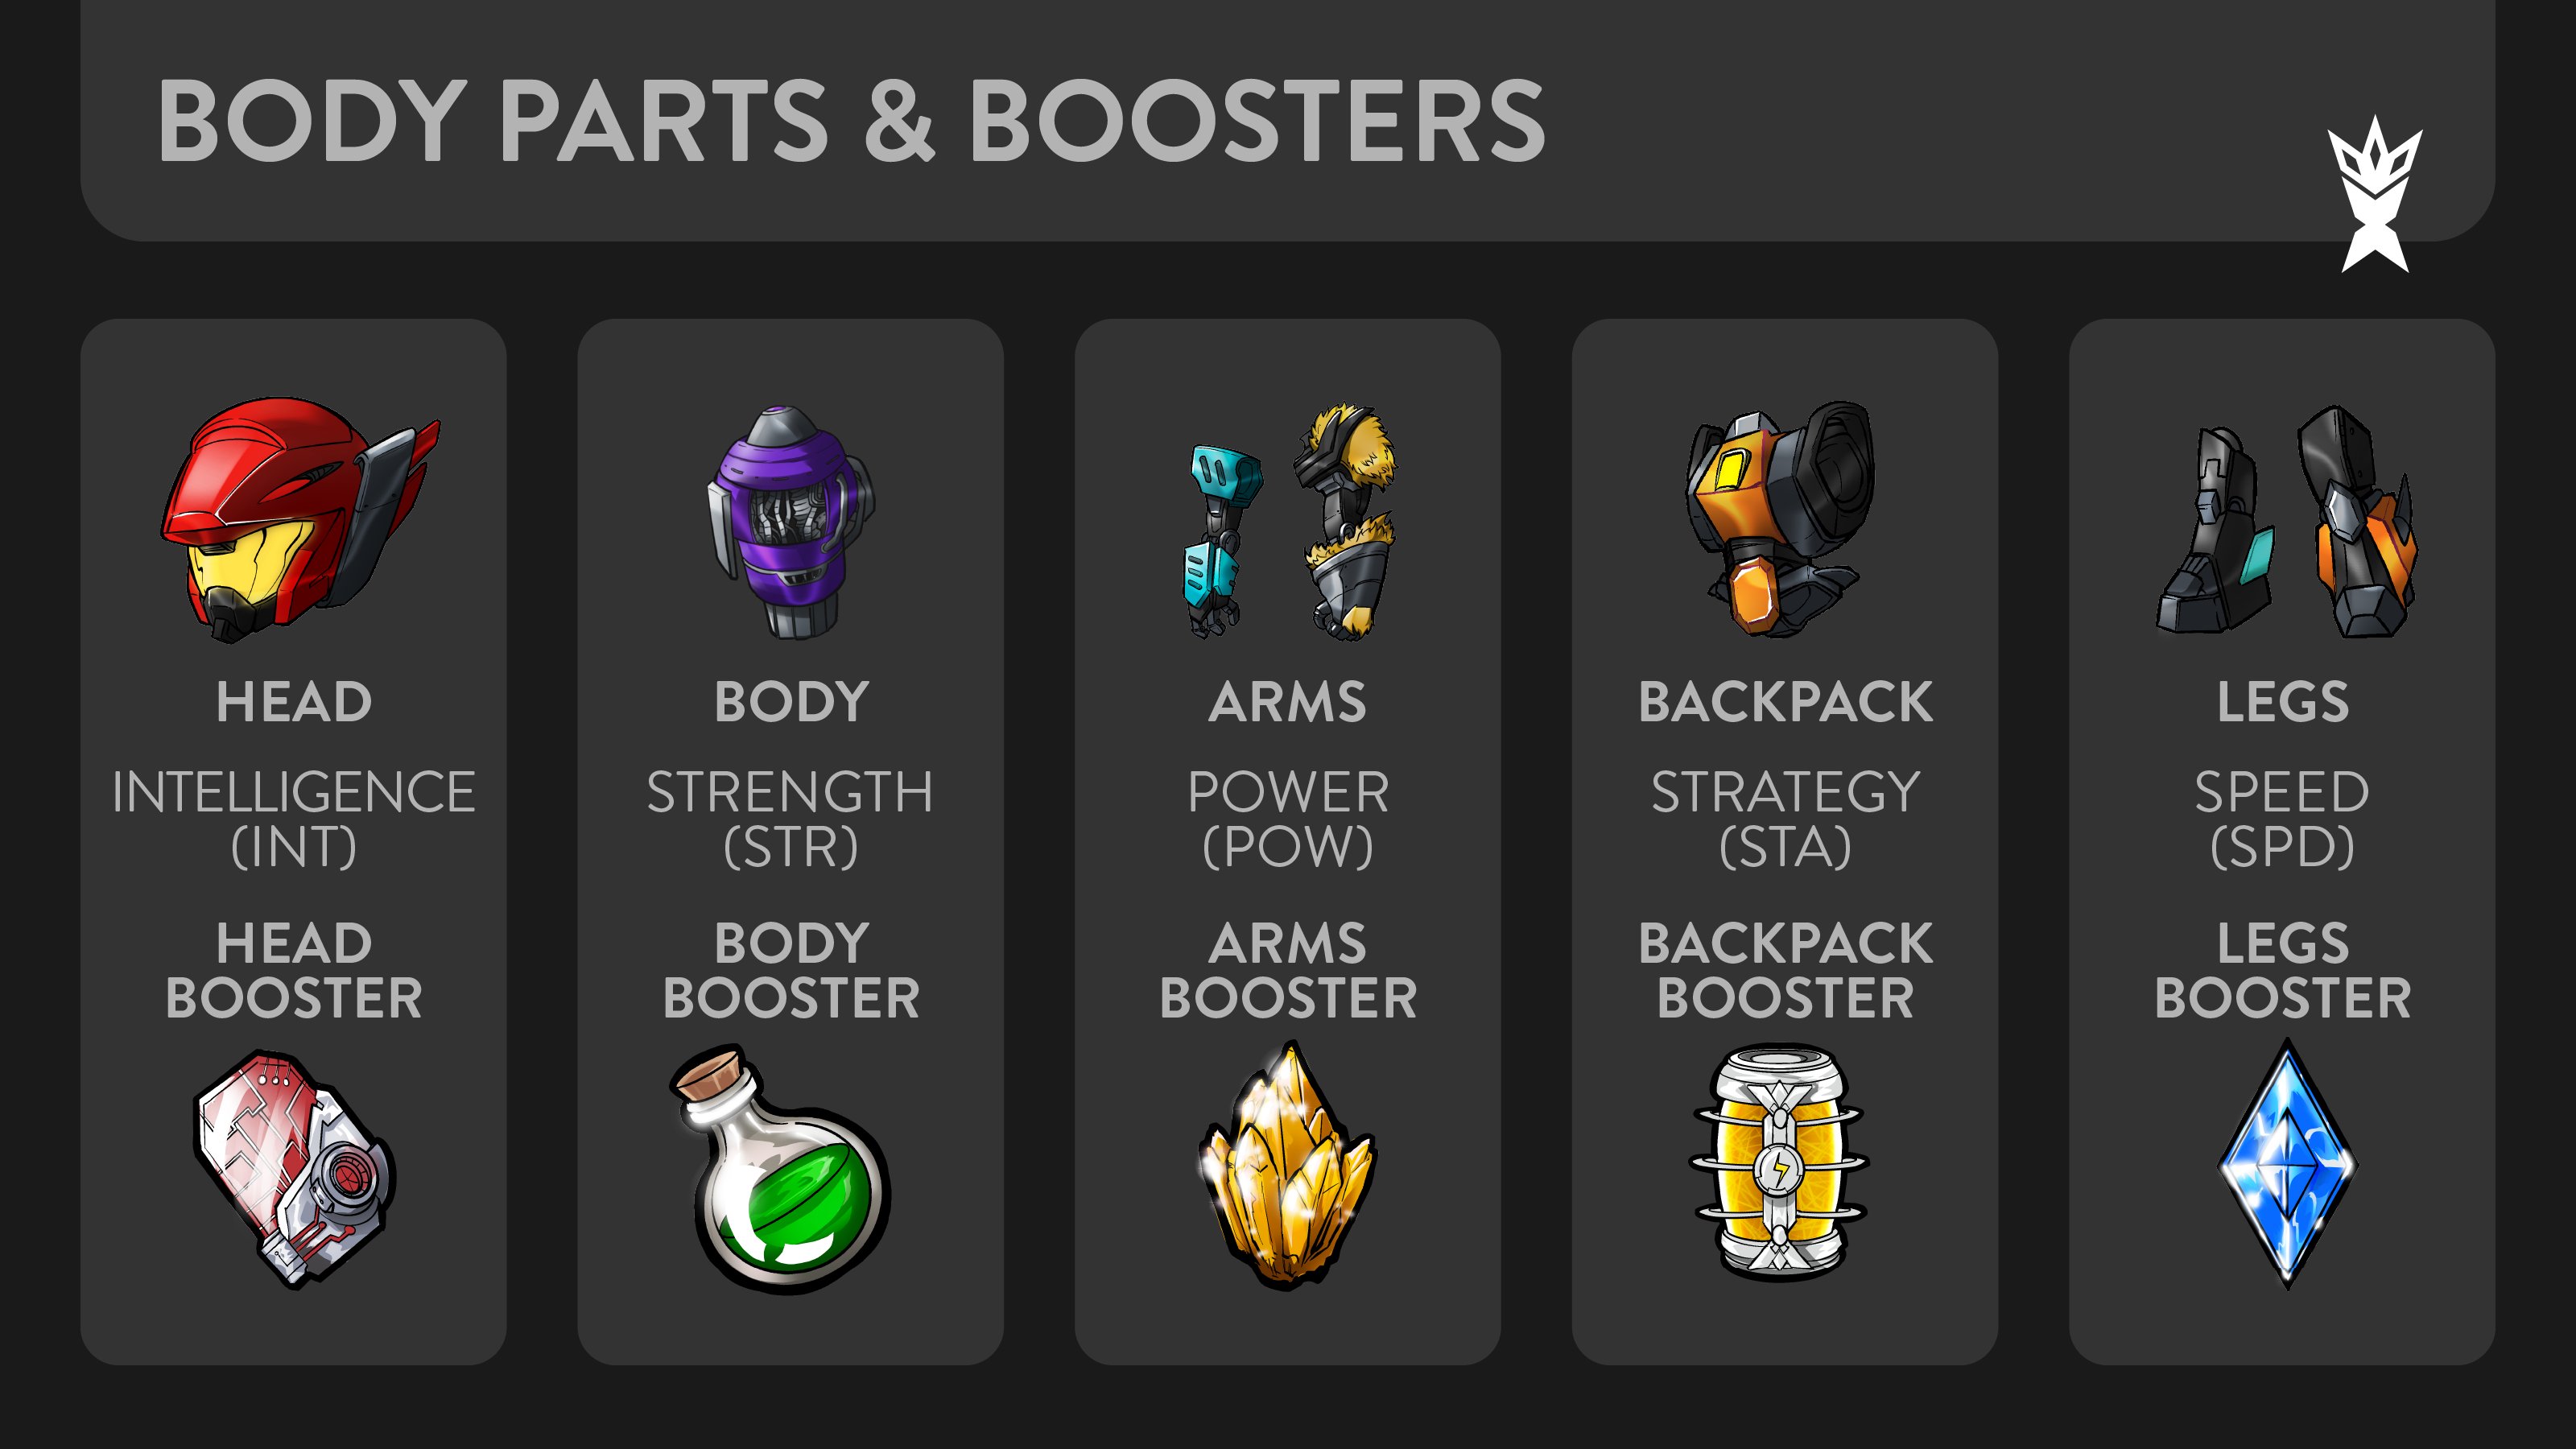 BODY PARTS & BOOSTERS
HEAD
INTELLIGENCE
(INT)
HEAD
BOOSTER
BODY
STRENGTH
(STR)
BODY
BOOSTER
ARMS
POWER
(POW)
ARMS
BOOSTER
BACKPACK
STRATEGY
(STA)
BACKPACK
BOOSTER
LEGS
SPEED
(SPD)
LEGS
BOOSTER